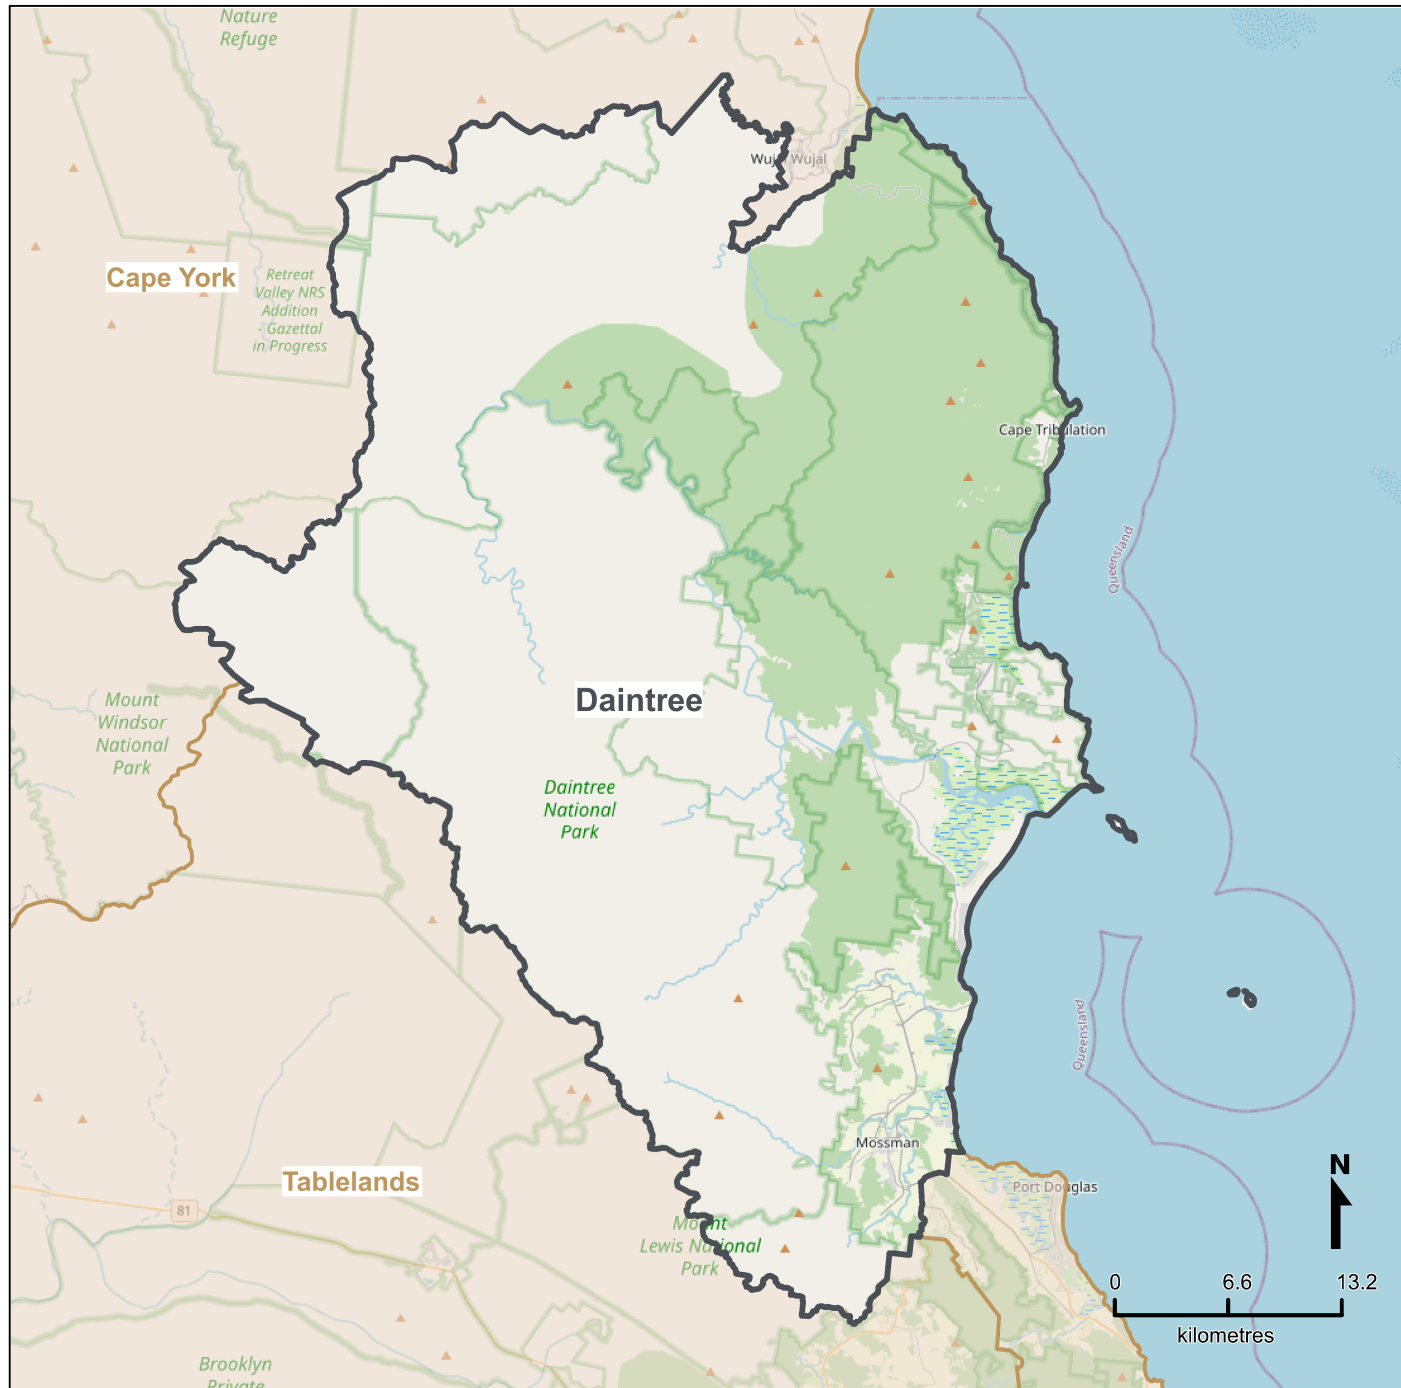 Nature
Refuge
Wujal Wujal
Cape York
Retreat
Valley NRS
Addition
- Gazettal
in Progress
Cape Tribulation
Queensland
Mount
Windsor
National
Park
Daintree
Daintree
National
Park
Queensland
Mossman
Tablelands
Port Douglas
81
Mount
Lewis National
Park
N
0 6.6 13.2
kilometres
Brooklyn
Private